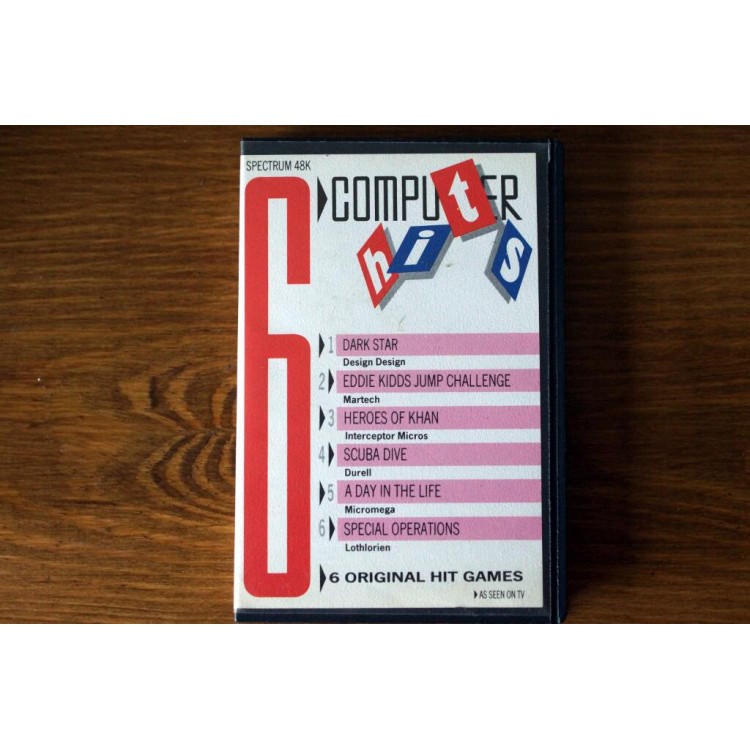 SPECTRUM 48K
6
COMPUTER
hits
1 DARK STAR
Design Design
2 EDDIE KIDDS JUMP CHALLENGE
Martech
3 HEROES OF KHAN
Interceptor Micros
4 SCUBA DIVE
Durell
5 A DAY IN THE LIFE
Micromega
6 SPECIAL OPERATIONS
Lothlorien
6 ORIGINAL HIT GAMES
AS SEEN ON TV